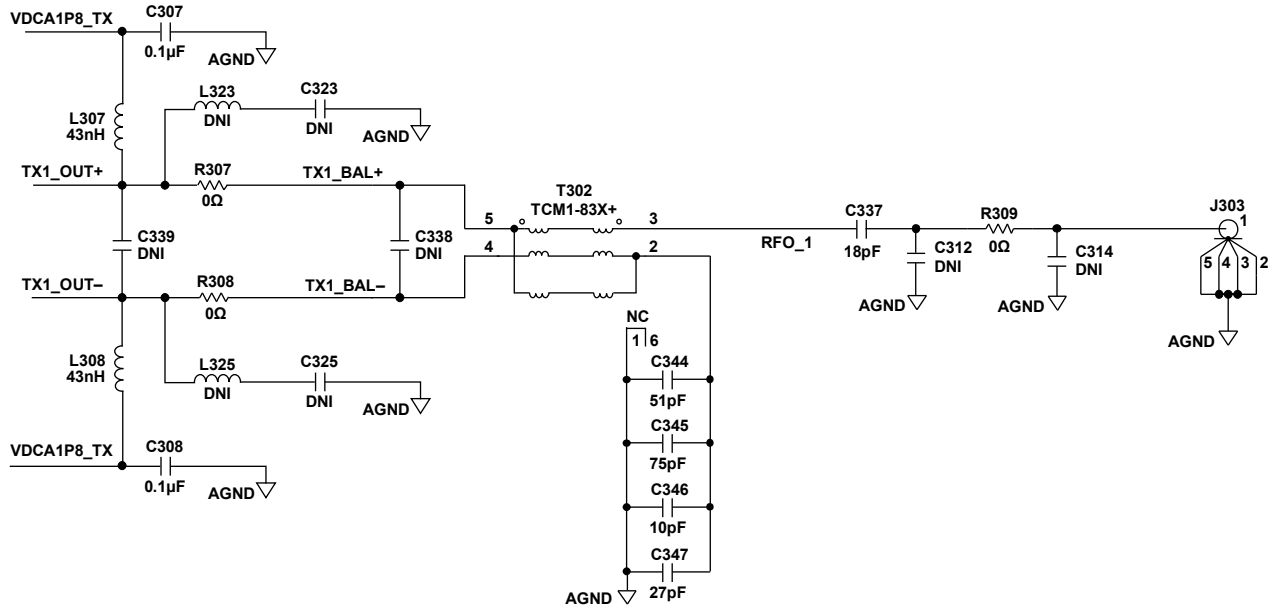 VDCA1P8_TX
C307
0.1µF
AGND
L307
43nH
L323
DNI
C323
DNI
AGND
TX1_OUT+
R307
0Ω
TX1_BAL+
T302
TCM1-83X+
5
3
4
2
C339
DNI
C338
DNI
RFO_1
C337
18pF
C312
DNI
AGND
R309
0Ω
C314
DNI
AGND
J303
1
5
4
3
2
AGND
TX1_OUT–
R308
0Ω
TX1_BAL–
L308
43nH
L325
DNI
C325
DNI
AGND
NC
1
6
C344
51pF
C345
75pF
C346
10pF
C347
27pF
AGND
VDCA1P8_TX
C308
0.1µF
AGND